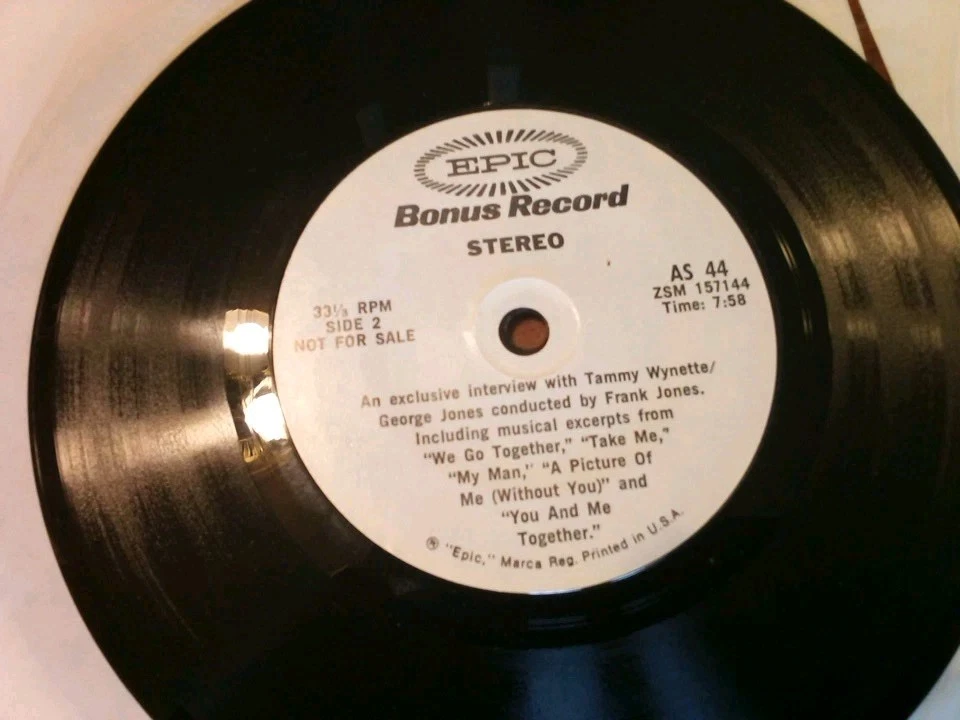 EPIC
Bonus Record
STEREO
33⅓ RPM
SIDE 2
NOT FOR SALE
AS 44
ZSM 157144
Time: 7:58
An exclusive interview with Tammy Wynette/
George Jones conducted by Frank Jones.
Including musical excerpts from
"We Go Together," "Take Me,"
"My Man," "A Picture Of
Me (Without You)" and
"You And Me
Together."
℗ "Epic," Marca Reg. Printed in U.S.A.